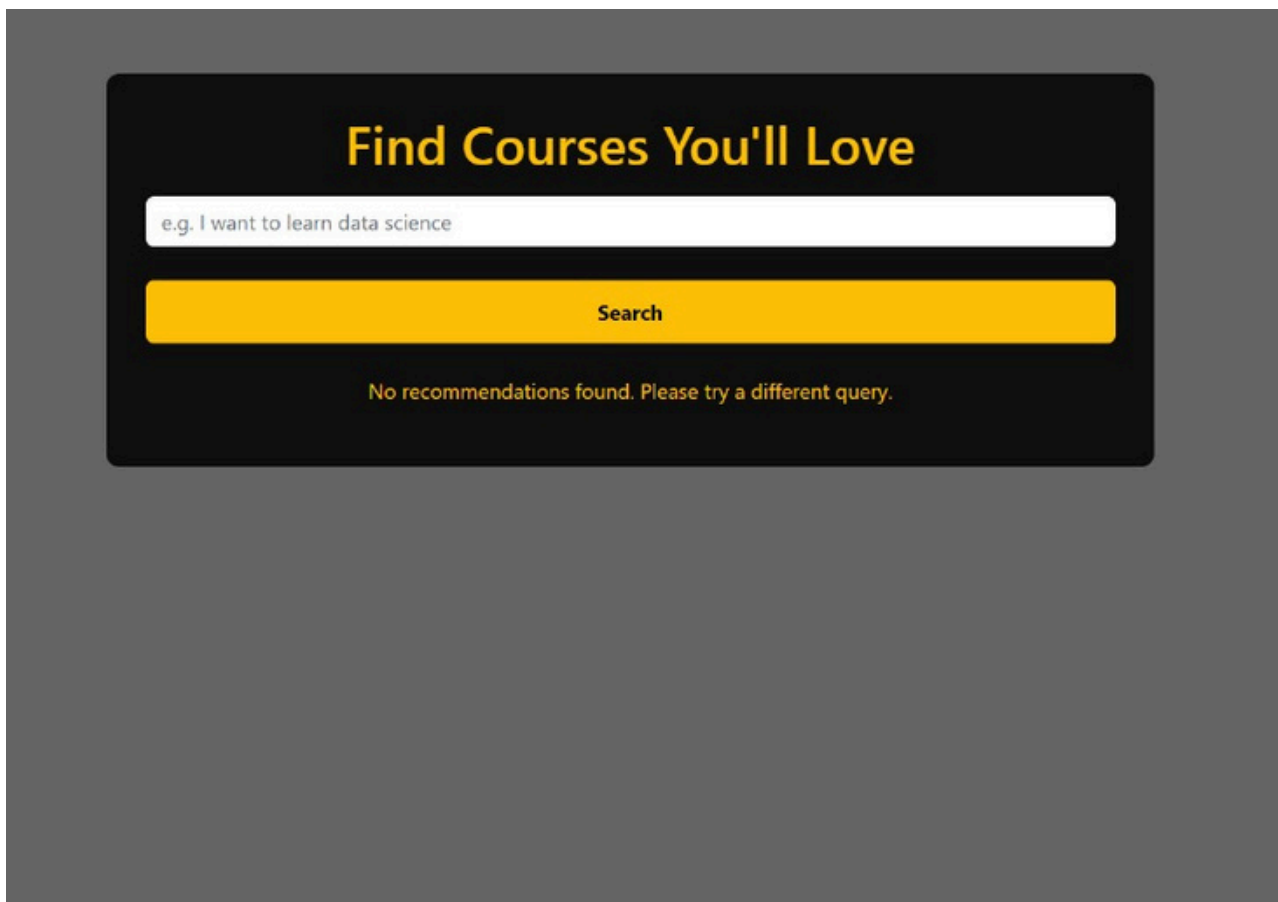 Find Courses You'll Love
e.g. I want to learn data science
Search
No recommendations found. Please try a different query.